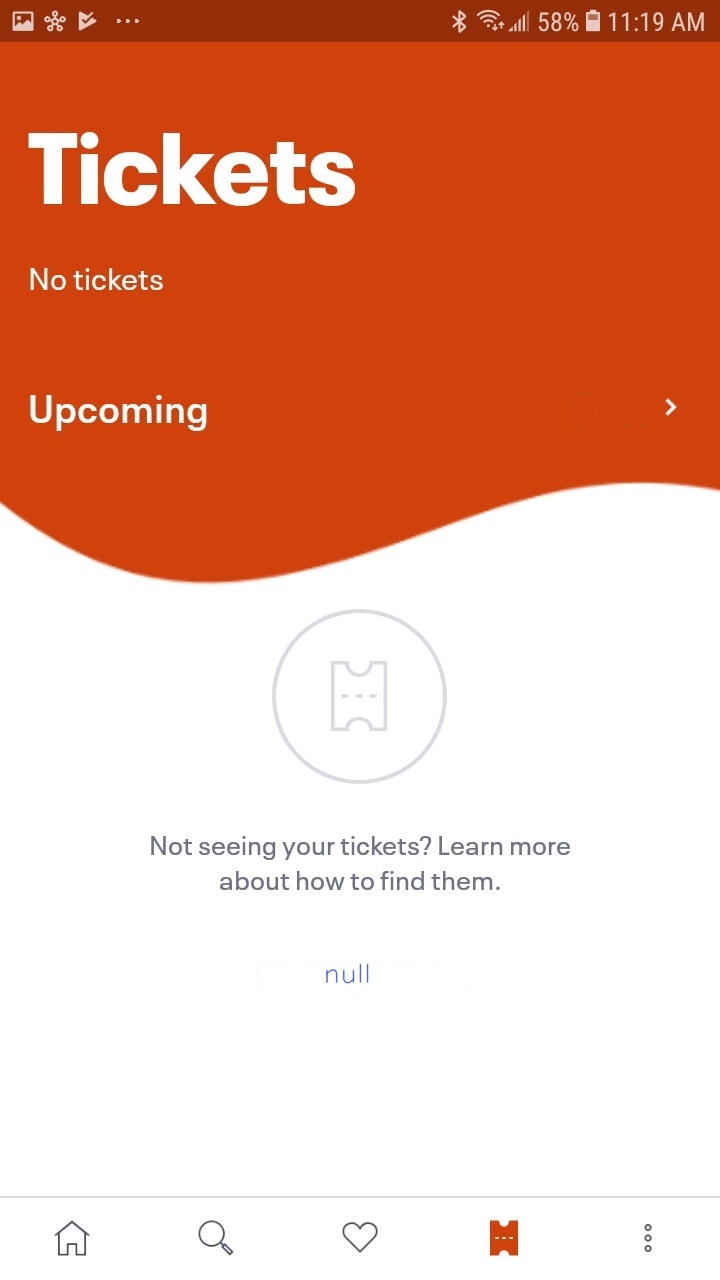 58% 11:19 AM
Tickets
No tickets
Upcoming
Not seeing your tickets? Learn more
about how to find them.
null